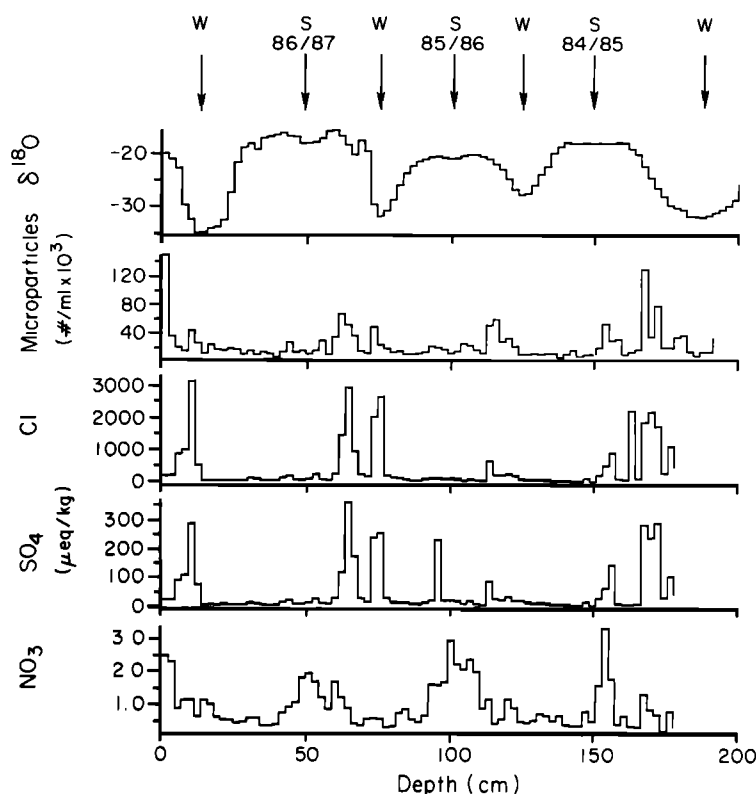 W S W S W S W
86/87 85/86 84/85
δ18O
-20
-30
Microparticles
(#/ml x 10³)
120
80
40
Cl
3000
2000
1000
0
SO4
(μeq/kg)
300
200
100
0
NO3
3.0
2.0
1.0
0 50 100 150 200
Depth (cm)